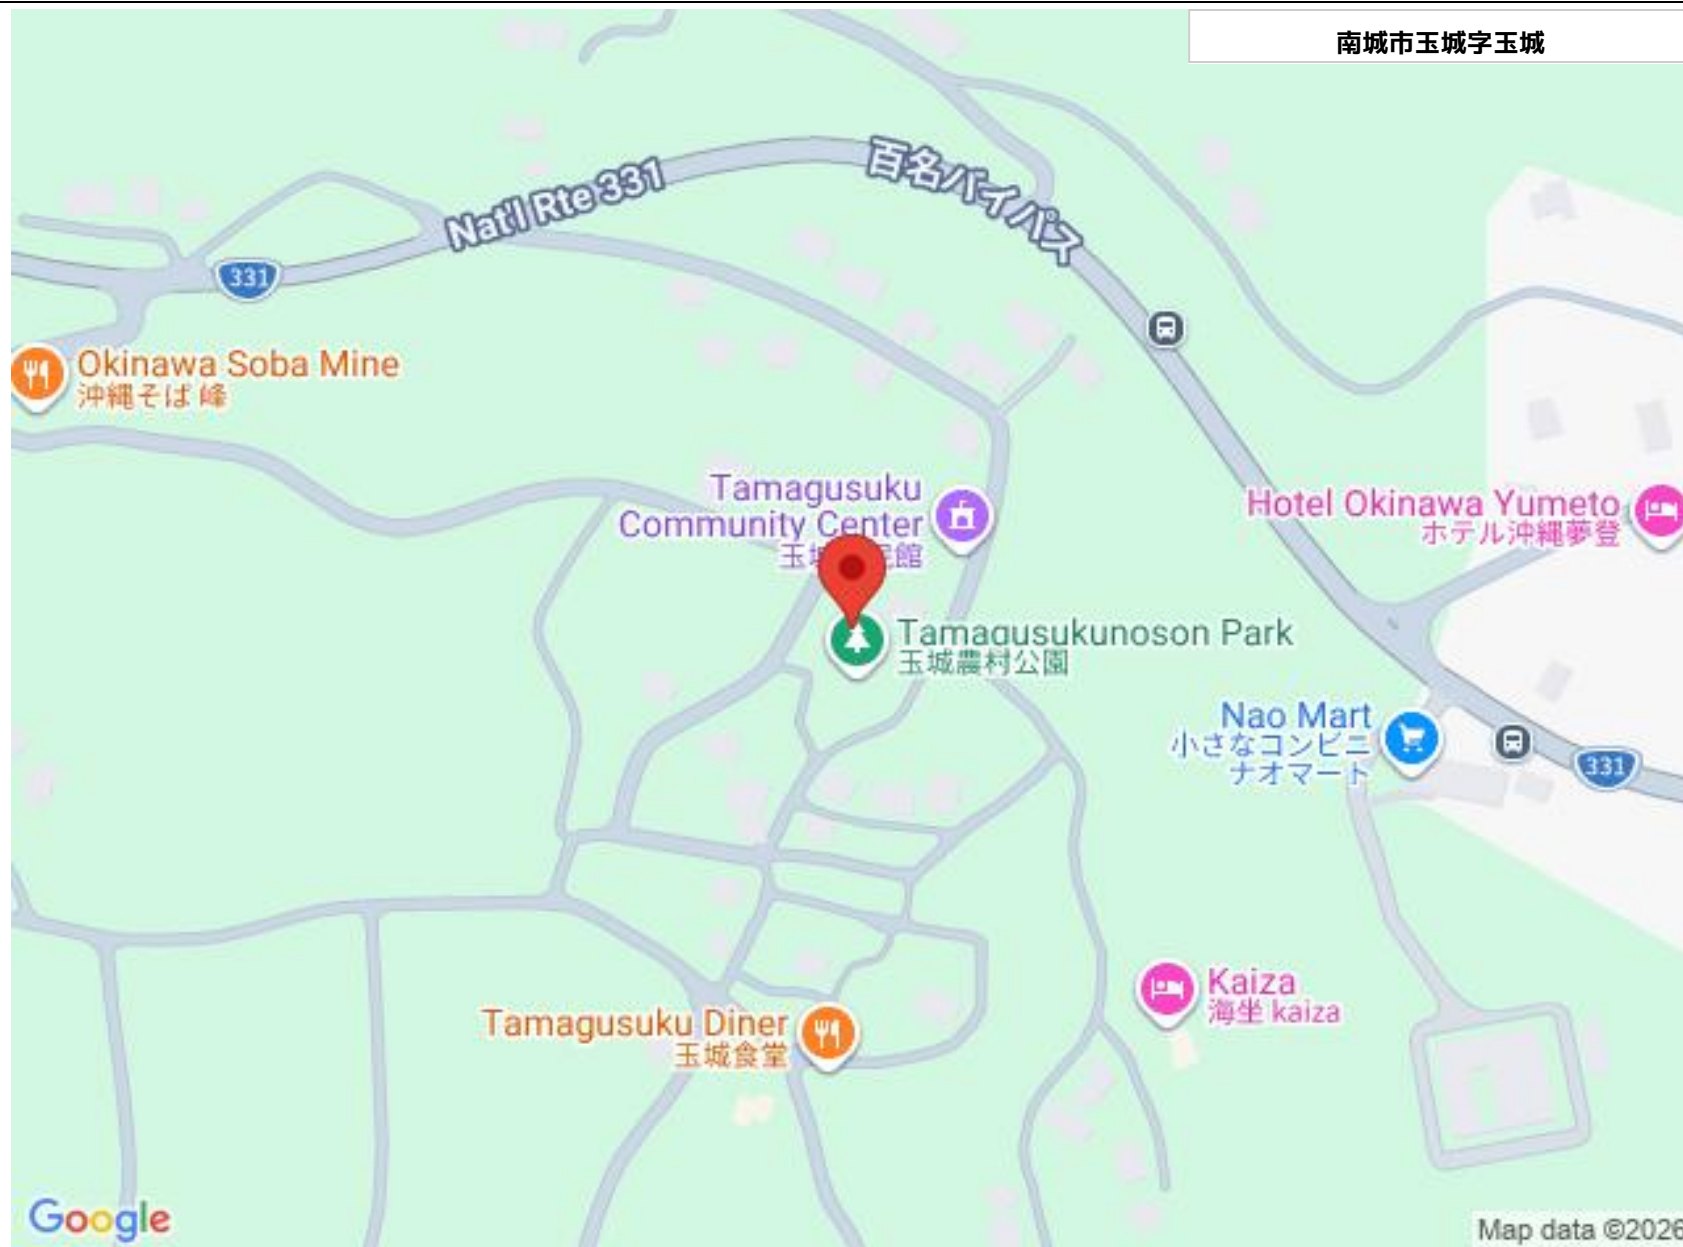 南城市玉城字玉城
Nat'l Rte 331
百名バイパス
331
Okinawa Soba Mine
沖縄そば 峰
Tamagusuku
Community Center
Hotel Okinawa Yumeto
ホテル沖縄夢登
Tamagusukunoson Park
玉城農村公園
Nao Mart
小さなコンビニ
ナオマート
331
Kaiza
海坐 kaiza
Tamagusuku Diner
玉城食堂
Google
Map data ©2026